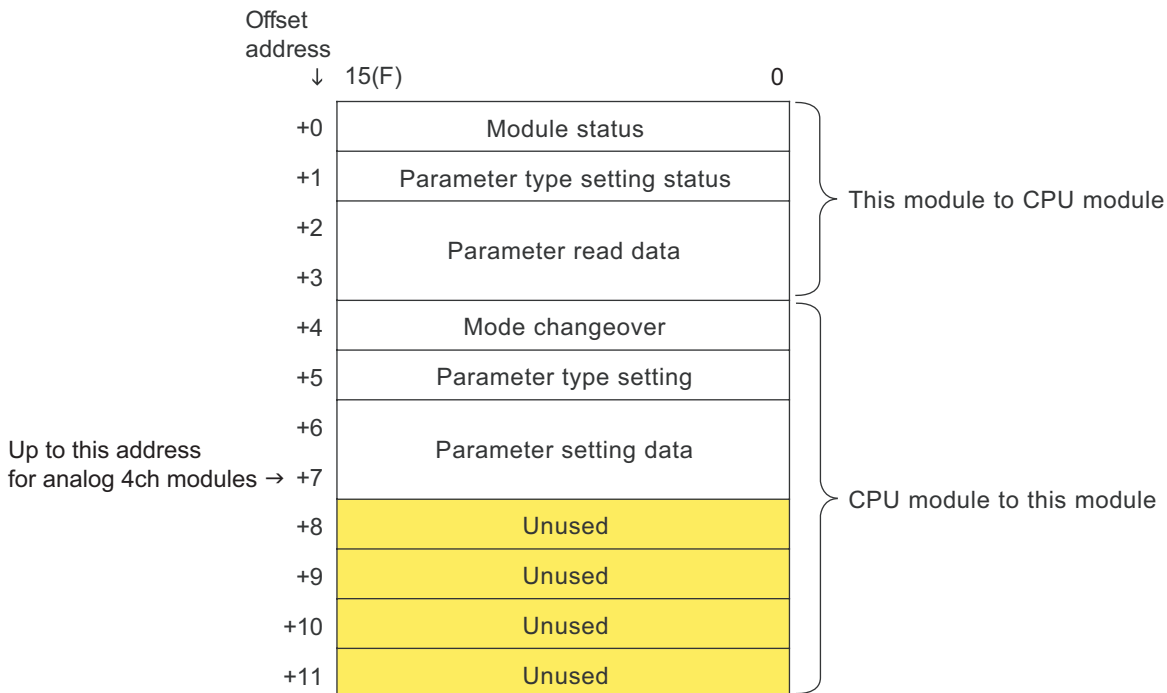 Offset
address
↓ 15(F) 0
+0 Module status
+1 Parameter type setting status
This module to CPU module
+2
Parameter read data
+3
+4 Mode changeover
+5 Parameter type setting
+6
Parameter setting data
Up to this address
for analog 4ch modules → +7
CPU module to this module
+8 Unused
+9 Unused
+10 Unused
+11 Unused